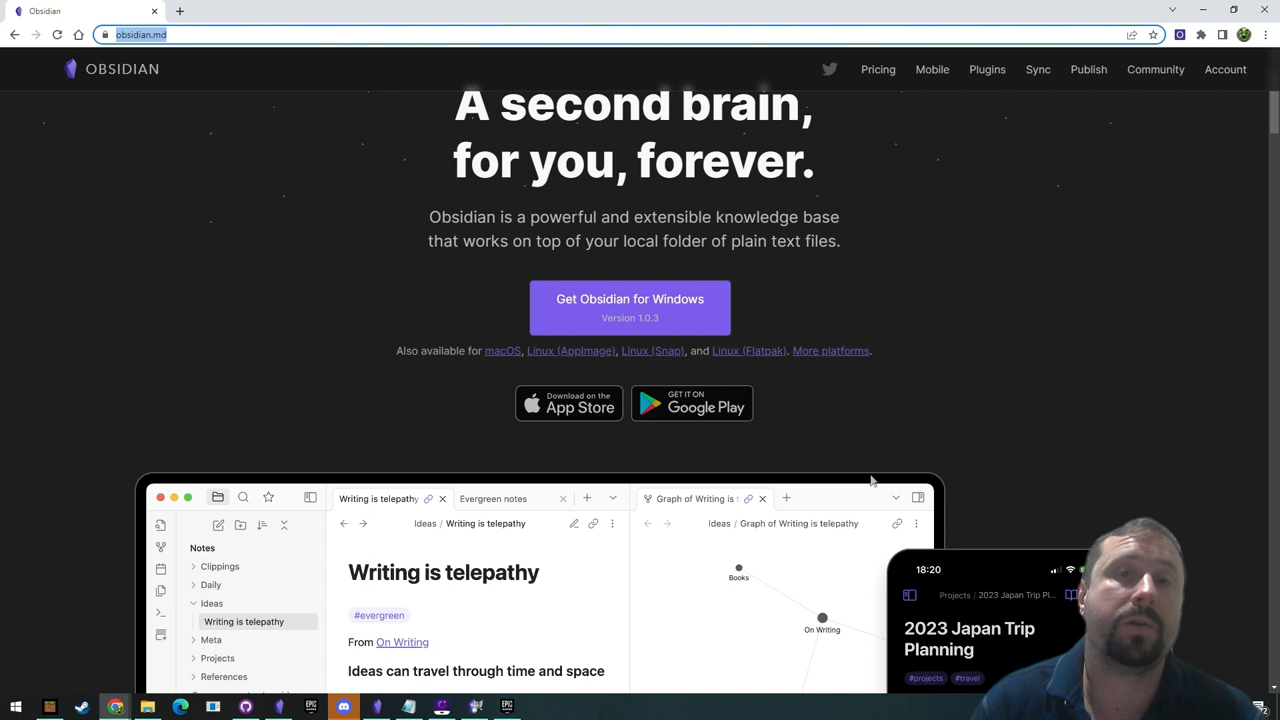 Obsidian
obsidian.md
OBSIDIAN
Pricing
Mobile
Plugins
Sync
Publish
Community
Account
A second brain,
for you, forever.
Obsidian is a powerful and extensible knowledge base
that works on top of your local folder of plain text files.
Get Obsidian for Windows
Version 1.0.3
Also available for macOS, Linux (AppImage), Linux (Snap), and Linux (Flatpak). More platforms.
Download on the
App Store
GET IT ON
Google Play
Writing is telepathy
Evergreen notes
Graph of Writing is t
Ideas / Writing is telepathy
Ideas / Graph of Writing is telepathy
Notes
Clippings
Daily
Ideas
Writing is telepathy
Meta
Projects
References
Writing is telepathy
#evergreen
From On Writing
Ideas can travel through time and space
Books
On Writing
18:20
Projects / 2023 Japan Trip Pl...
2023 Japan Trip
Planning
#projects
#travel
EPIC
GAMES
EPIC
GAMES
2